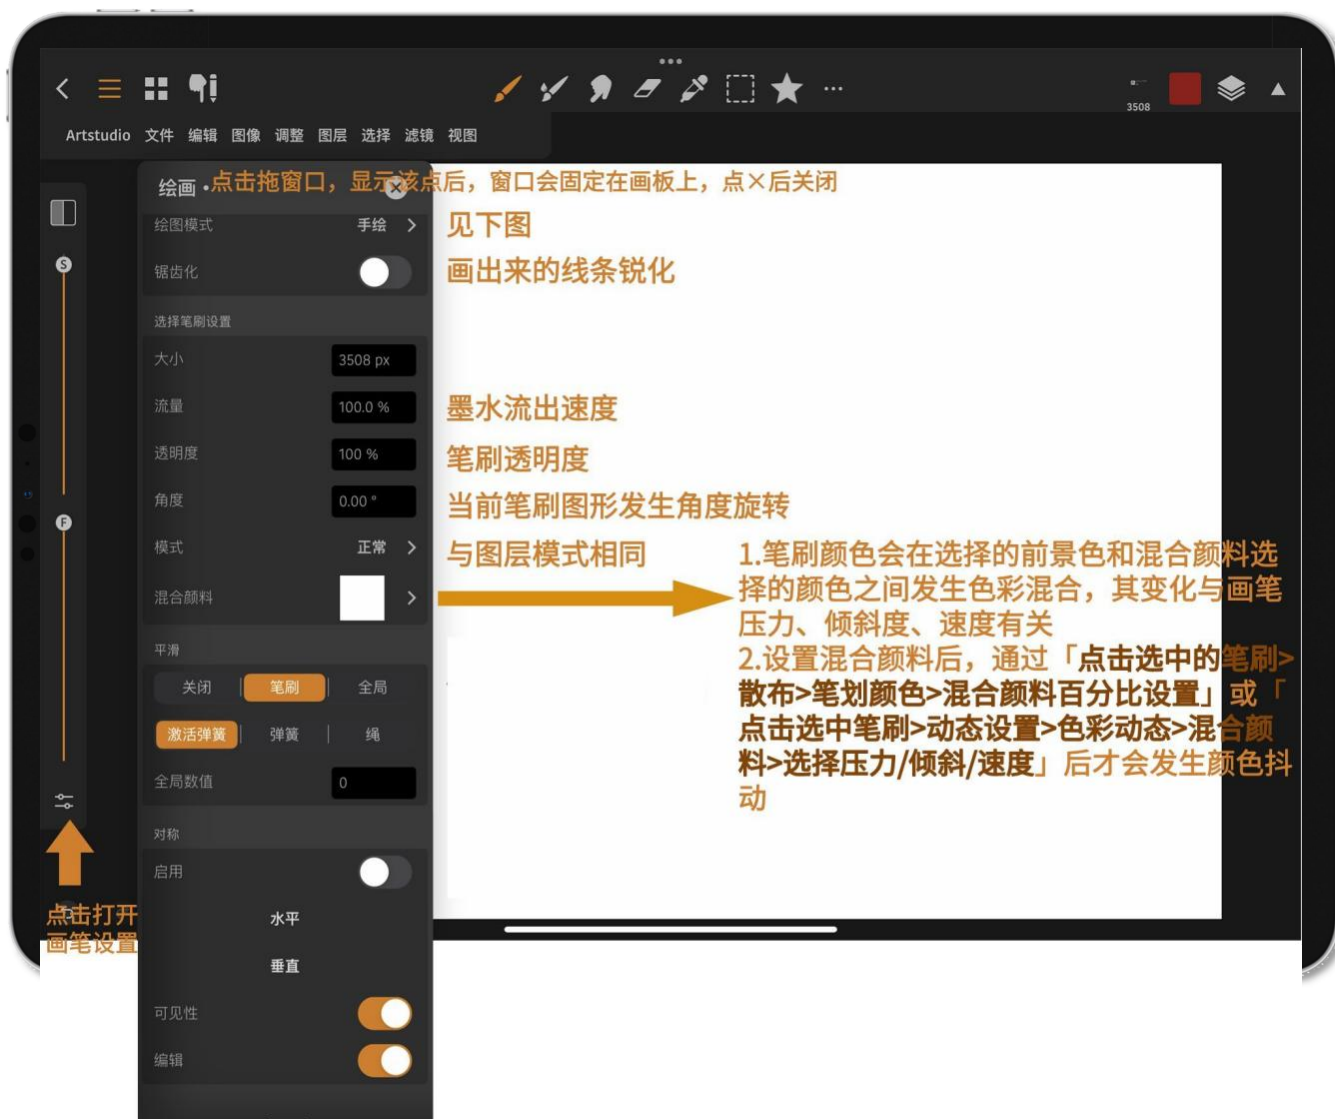 3508
Artstudio 文件 编辑 图像 调整 图层 选择 滤镜 视图
绘画 • 点击拖窗口，显示该点后，窗口会固定在画板上，点×后关闭
绘图模式 手绘 > 见下图
锯齿化 画出来的线条锐化
S
选择笔刷设置
大小 3508 px
流量 100.0 % 墨水流出速度
透明度 100 % 笔刷透明度
角度 0.00 ° 当前笔刷图形发生角度旋转
F
模式 正常 > 与图层模式相同
混合颜料 >
1.笔刷颜色会在选择的前景色和混合颜料选
择的颜色之间发生色彩混合，其变化与画笔
压力、倾斜度、速度有关
2.设置混合颜料后，通过「点击选中的笔刷>
散布>笔划颜色>混合颜料百分比设置」或「
点击选中笔刷>动态设置>色彩动态>混合颜
料>选择压力/倾斜/速度」后才会发生颜色抖
动
平滑
关闭 笔刷 全局
激活弹簧 弹簧 绳
全局数值 0
对称
启用
点击打开
画笔设置
水平
垂直
可见性
编辑